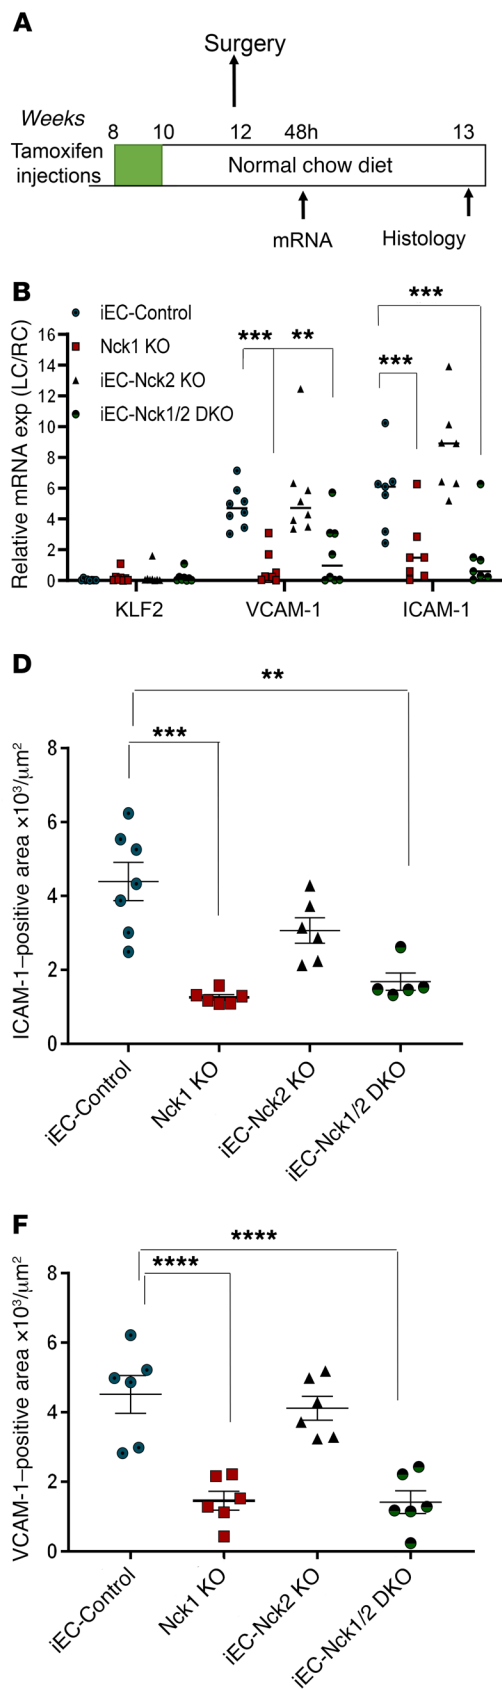 A
Surgery
Weeks
8 10 12 48h 13
Tamoxifen
injections
Normal chow diet
mRNA
Histology
B
iEC-Control
Nck1 KO
iEC-Nck2 KO
iEC-Nck1/2 DKO
Relative mRNA exp (LC/RC)
16
14
12
10
8
6
4
2
0
*** **
***
***
KLF2 VCAM-1 ICAM-1
D
**
***
ICAM-1–positive area ×10³/μm²
8
6
4
2
0
iEC-Control
Nck1 KO
iEC-Nck2 KO
iEC-Nck1/2 DKO
F
****
****
VCAM-1–positive area ×10³/μm²
8
6
4
2
0
iEC-Control
Nck1 KO
iEC-Nck2 KO
iEC-Nck1/2 DKO